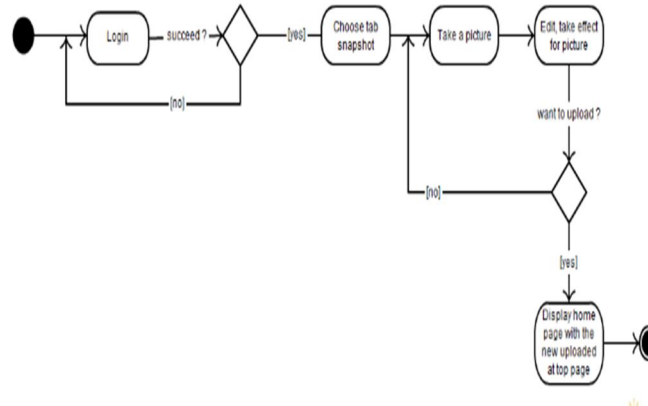 Login
succeed ?
[yes]
Choose tab
snapshot
Take a picture
Edit, take effect
for picture
[no]
want to upload ?
[no]
[yes]
Display home
page with the
new uploaded
at top page